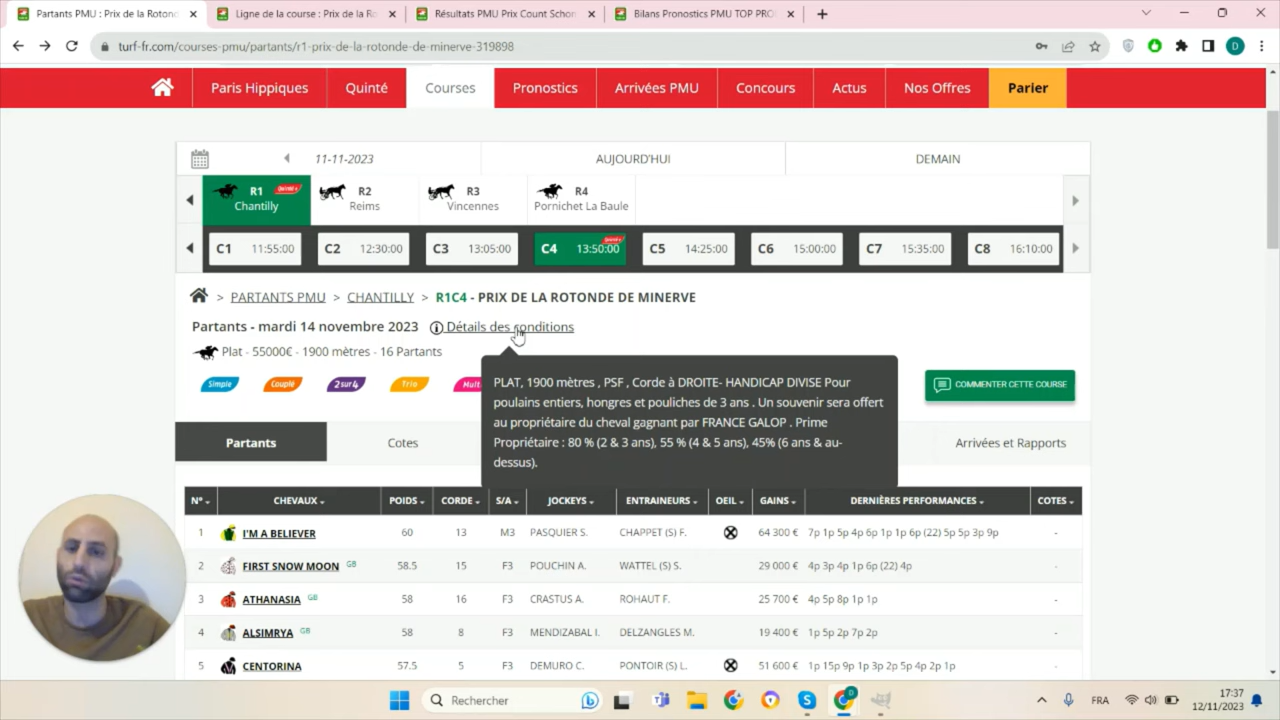 Partants PMU : Prix de la Rotond
Ligne de la course : Prix de la Ro
Résultats PMU Prix Count Schor
Bilans Pronostics PMU TOP PRO
turf-fr.com/courses-pmu/partants/r1-prix-de-la-rotonde-de-minerve-319898
D
Paris Hippiques
Quinté
Courses
Pronostics
Arrivées PMU
Concours
Actus
Nos Offres
Parier
11-11-2023
AUJOURD'HUI
DEMAIN
R1 Quinté+
Chantilly
R2
Reims
R3
Vincennes
R4
Pornichet La Baule
C1 11:55:00
C2 12:30:00
C3 13:05:00
C4 13:50:00
C5 14:25:00
C6 15:00:00
C7 15:35:00
C8 16:10:00
> PARTANTS PMU > CHANTILLY > R1C4 - PRIX DE LA ROTONDE DE MINERVE
Partants - mardi 14 novembre 2023 Détails des conditions
Plat - 55000€ - 1900 mètres - 16 Partants
Simple Couplé 2sur4 Trio Mult
PLAT, 1900 mètres , PSF , Corde à DROITE- HANDICAP DIVISE Pour
poulains entiers, hongres et pouliches de 3 ans . Un souvenir sera offert
au propriétaire du cheval gagnant par FRANCE GALOP . Prime
Propriétaire : 80 % (2 & 3 ans), 55 % (4 & 5 ans), 45% (6 ans & au-
dessus).
COMMENTER CETTE COURSE
Partants
Cotes
Arrivées et Rapports
N° CHEVAUX POIDS CORDE S/A JOCKEYS ENTRAINEURS OEIL GAINS DERNIÈRES PERFORMANCES COTES
1 I'M A BELIEVER 60 13 M3 PASQUIER S. CHAPPET (S) F. 64 300 € 7p 1p 5p 4p 6p 1p 1p 6p (22) 5p 5p 3p 9p -
2 FIRST SNOW MOON GB 58.5 15 F3 POUCHIN A. WATTEL (S) S. 29 000 € 4p 3p 4p 1p 6p (22) 4p -
3 ATHANASIA GB 58 16 F3 CRASTUS A. ROHAUT F. 25 700 € 4p 5p 8p 1p 1p -
4 ALSIMRYA GB 58 8 F3 MENDIZABAL I. DELZANGLES M. 19 400 € 1p 5p 2p 7p 2p -
5 CENTORINA 57.5 5 F3 DEMURO C. PONTOIR (S) L. 51 600 € 1p 15p 9p 1p 3p 2p 5p 4p 2p 1p -
Rechercher
FRA
17:37
12/11/2023